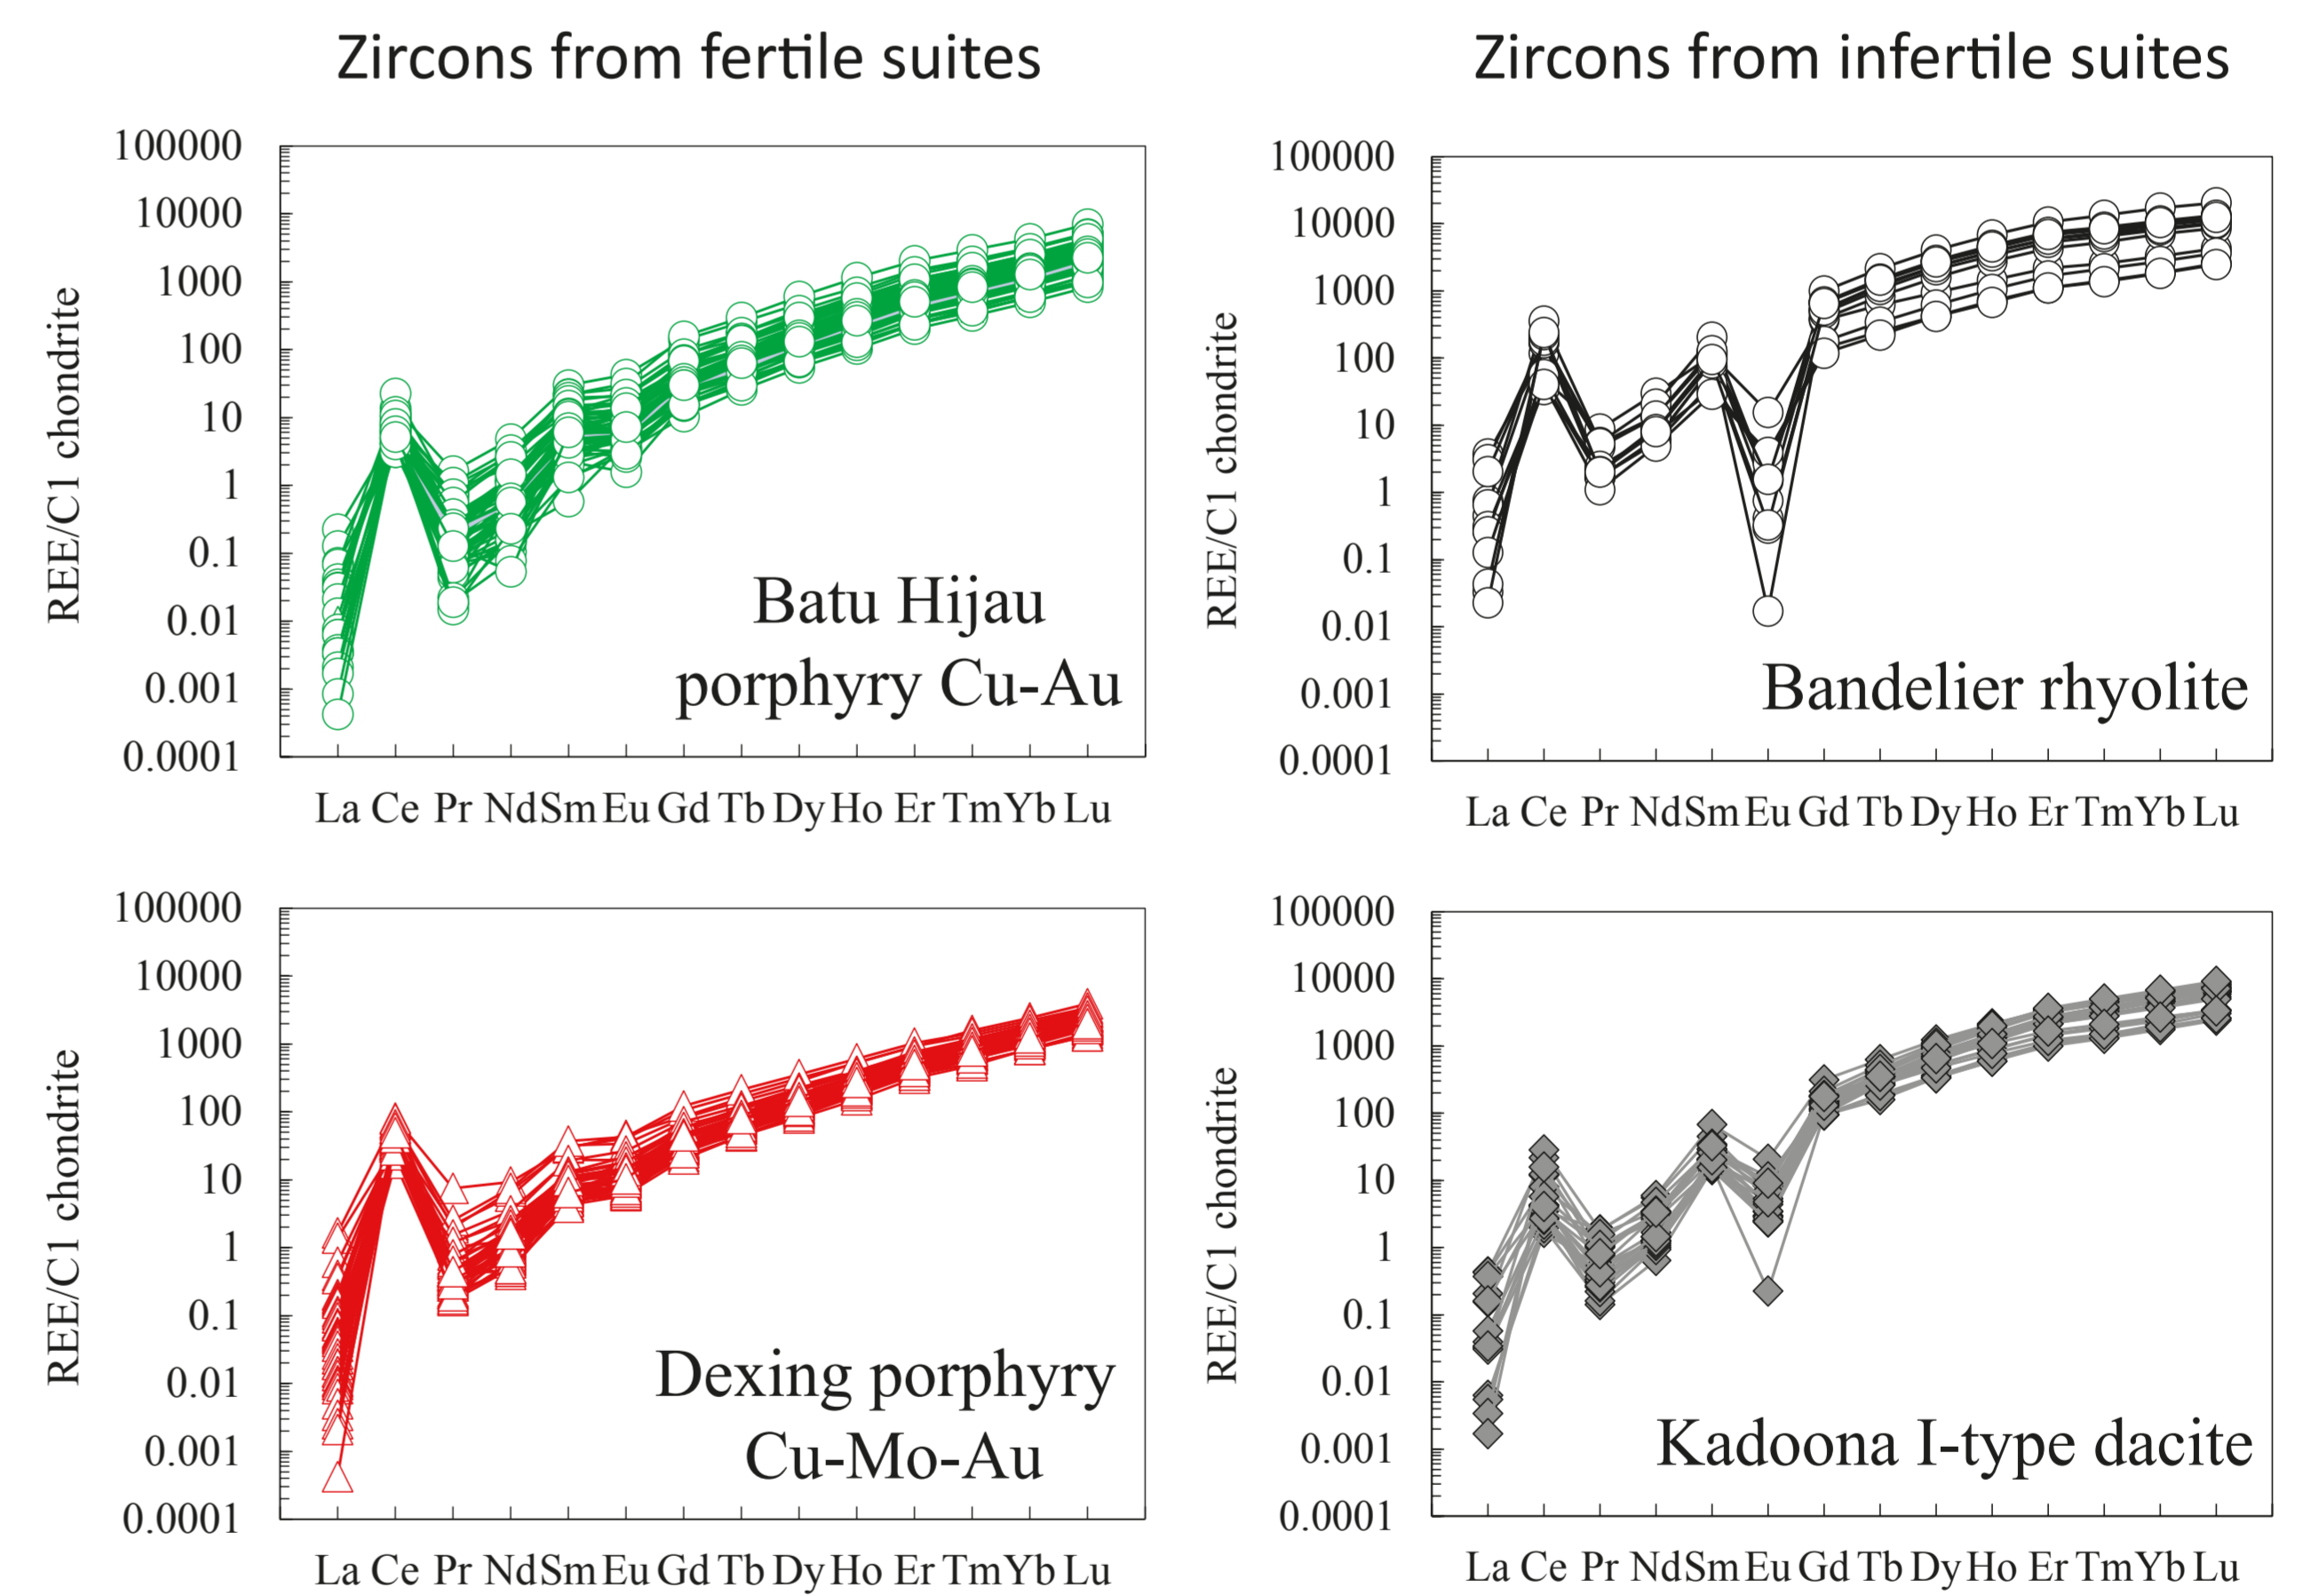 Zircons from fertile suites
Zircons from infertile suites
100000
10000
1000
100
10
1
0.1
0.01
0.001
0.0001
REE/C1 chondrite
Batu Hijau
porphyry Cu-Au
La Ce Pr Nd Sm Eu Gd Tb Dy Ho Er Tm Yb Lu
100000
10000
1000
100
10
1
0.1
0.01
0.001
0.0001
REE/C1 chondrite
Bandelier rhyolite
La Ce Pr Nd Sm Eu Gd Tb Dy Ho Er Tm Yb Lu
100000
10000
1000
100
10
1
0.1
0.01
0.001
0.0001
REE/C1 chondrite
Dexing porphyry
Cu-Mo-Au
La Ce Pr Nd Sm Eu Gd Tb Dy Ho Er Tm Yb Lu
100000
10000
1000
100
10
1
0.1
0.01
0.001
0.0001
REE/C1 chondrite
Kadoona I-type dacite
La Ce Pr Nd Sm Eu Gd Tb Dy Ho Er Tm Yb Lu